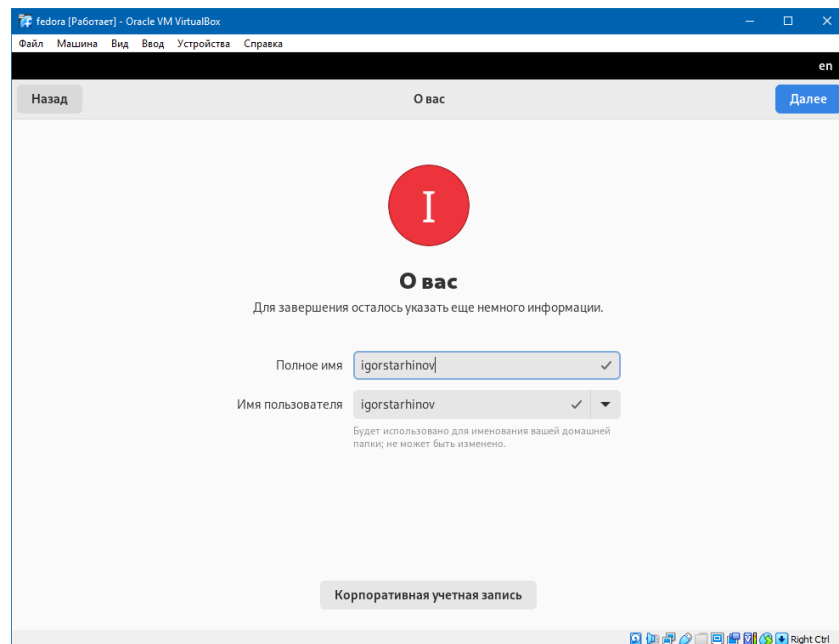 fedora [Работает] - Oracle VM VirtualBox
Файл Машина Вид Ввод Устройства Справка
en
Назад О вас Далее
I
О вас
Для завершения осталось указать еще немного информации.
Полное имя igorstarhinov
Имя пользователя igorstarhinov
Будет использовано для именования вашей домашней
папки; не может быть изменено.
Корпоративная учетная запись
Right Ctrl